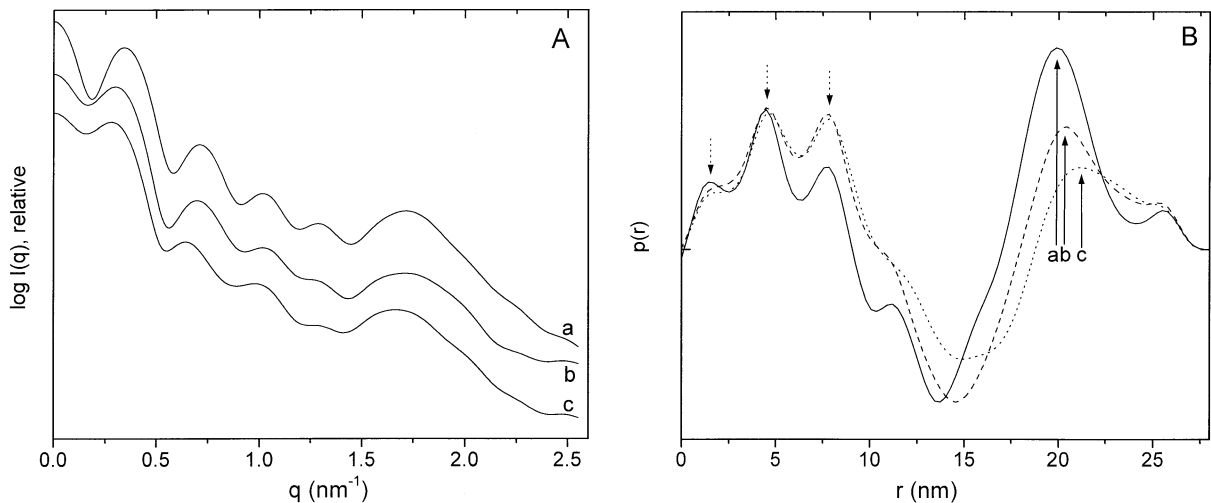 A
log I(q), relative
a
b
c
0.0 0.5 1.0 1.5 2.0 2.5
q (nm-1)
B
p(r)
a b c
0 5 10 15 20 25
r (nm)